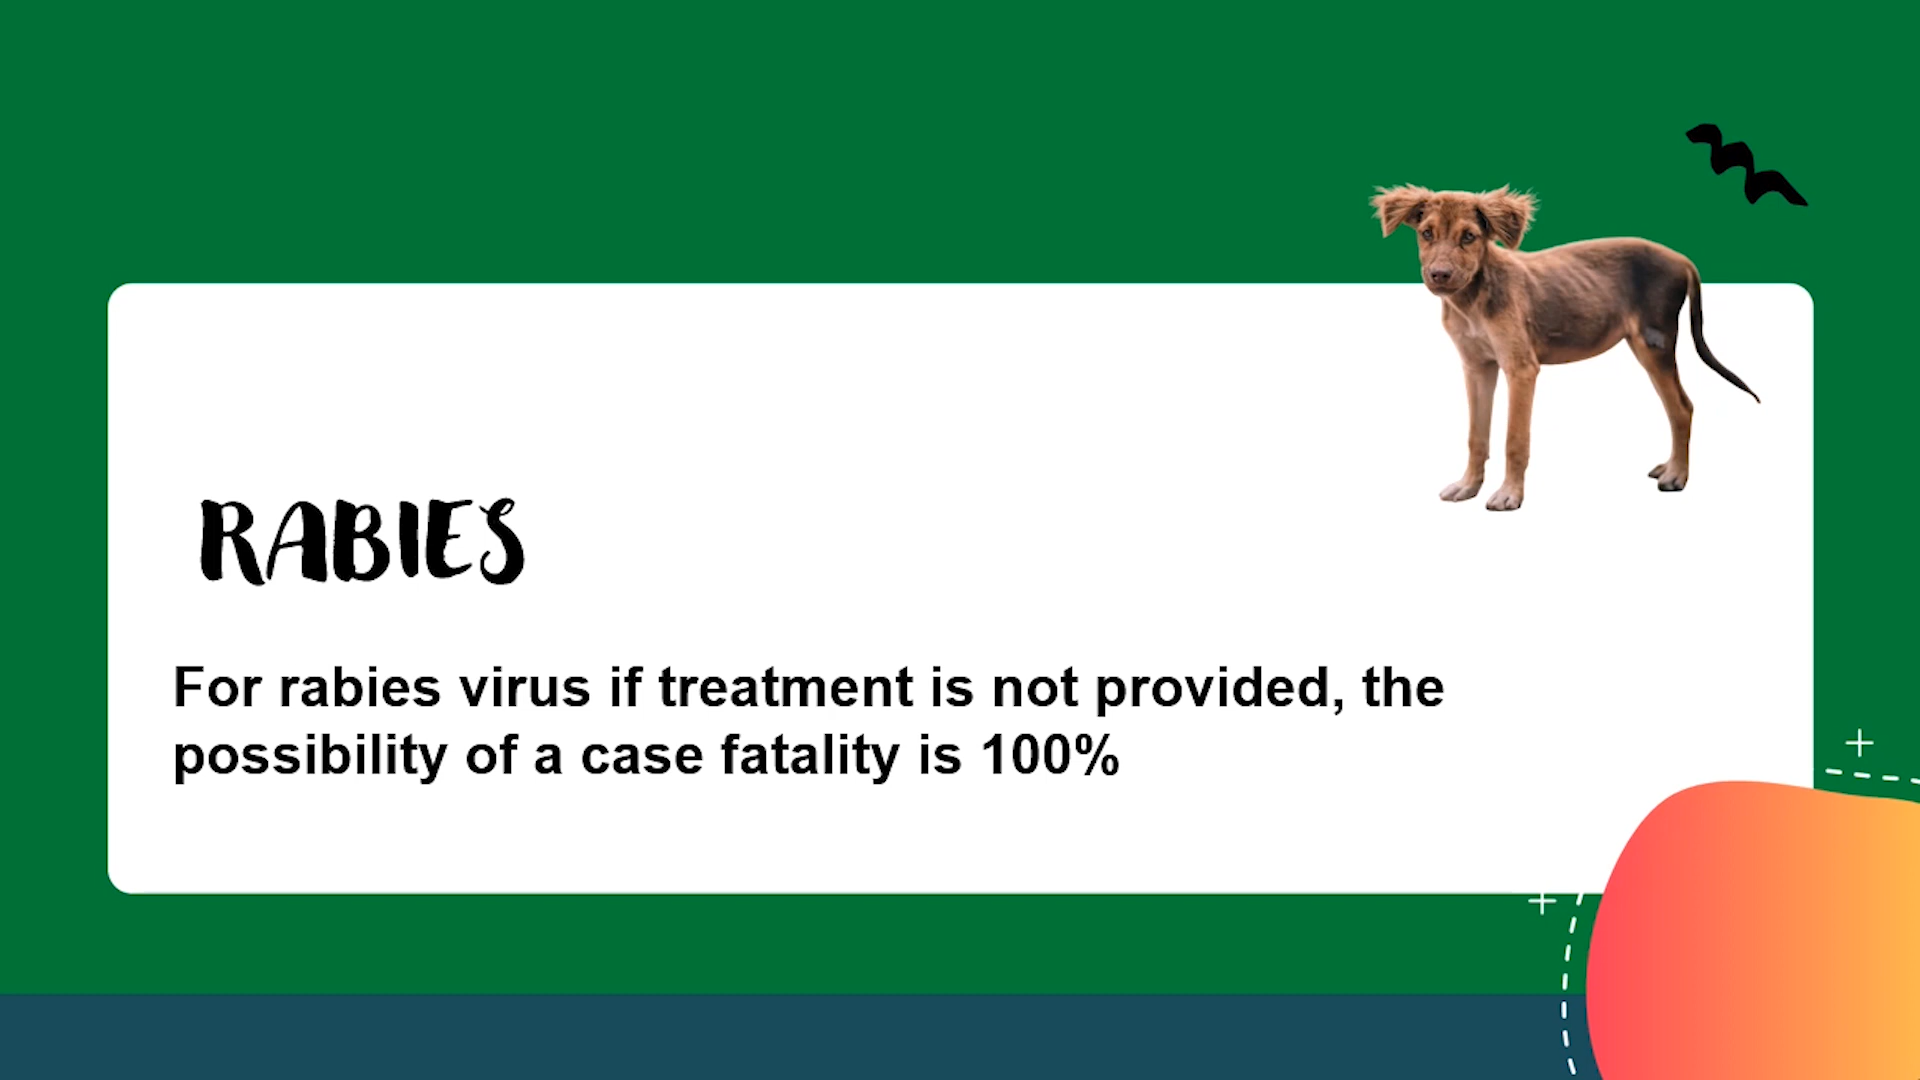 RABIES
For rabies virus if treatment is not provided, the
possibility of a case fatality is 100%